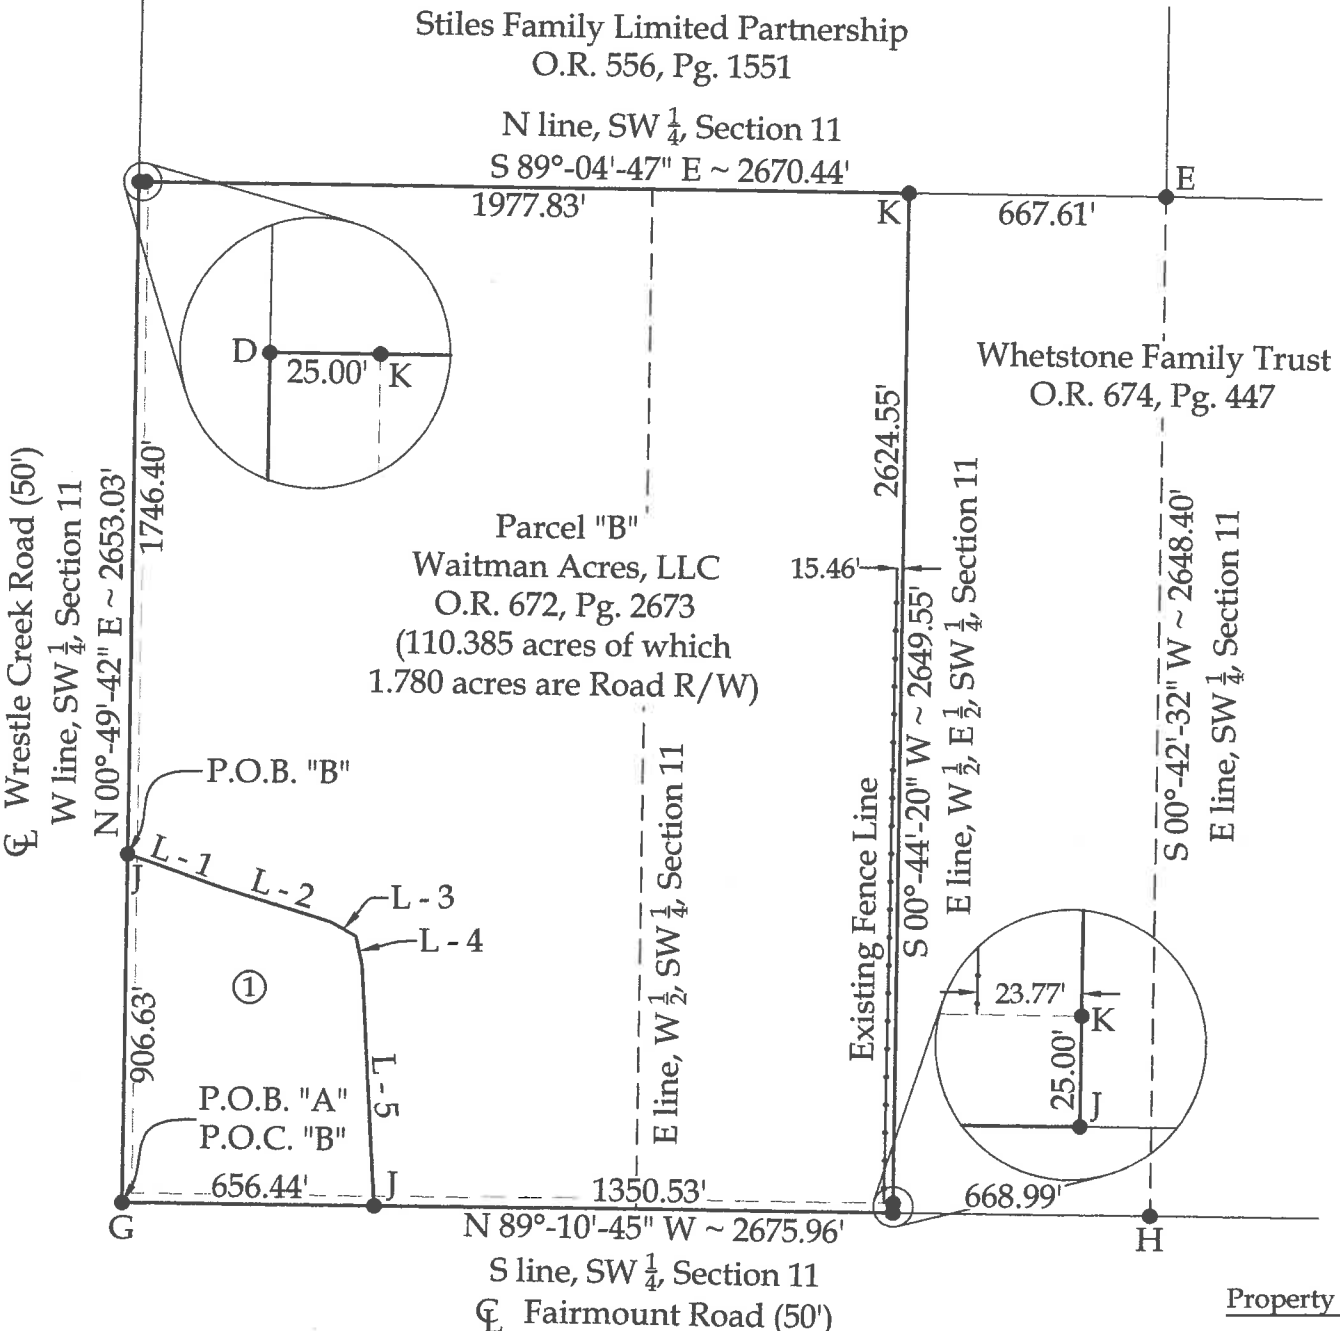 Stiles Family Limited Partnership
O.R. 556, Pg. 1551
N line, SW 1/4, Section 11
S 89°-04'-47" E ~ 2670.44'
1977.83'
K
667.61'
E
D
25.00'
K
Whetstone Family Trust
O.R. 674, Pg. 447
℄ Wrestle Creek Road (50')
W line, SW 1/4, Section 11
N 00°-49'-42" E ~ 2653.03'
1746.40'
2624.55'
Parcel "B"
Waitman Acres, LLC
O.R. 672, Pg. 2673
(110.385 acres of which
1.780 acres are Road R/W)
15.46'
S 00°-44'-20" W ~ 2649.55'
E line, W 1/2, E 1/2, SW 1/4, Section 11
S 00°-42'-32" W ~ 2648.40'
E line, SW 1/4, Section 11
P.O.B. "B"
J
L - 1
L - 2
L - 3
L - 4
L - 5
①
906.63'
E line, W 1/2, SW 1/4, Section 11
Existing Fence Line
23.77'
K
25.00'
J
P.O.B. "A"
P.O.C. "B"
656.44'
J
1350.53'
668.99'
G
N 89°-10'-45" W ~ 2675.96'
H
S line, SW 1/4, Section 11
℄ Fairmount Road (50')
Property